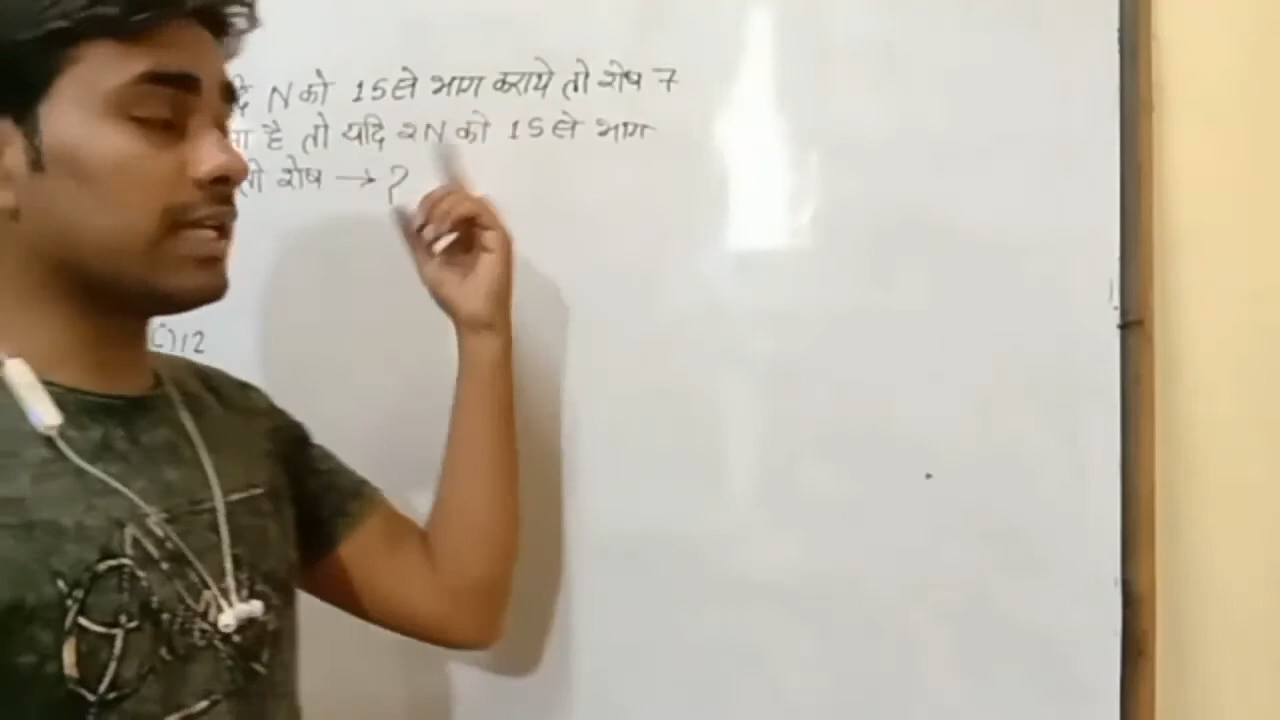 N को 15 से भाग कराये तो शेष 7
है तो यदि 2N को 15 से भाग
तो शेष → ?
C) 12